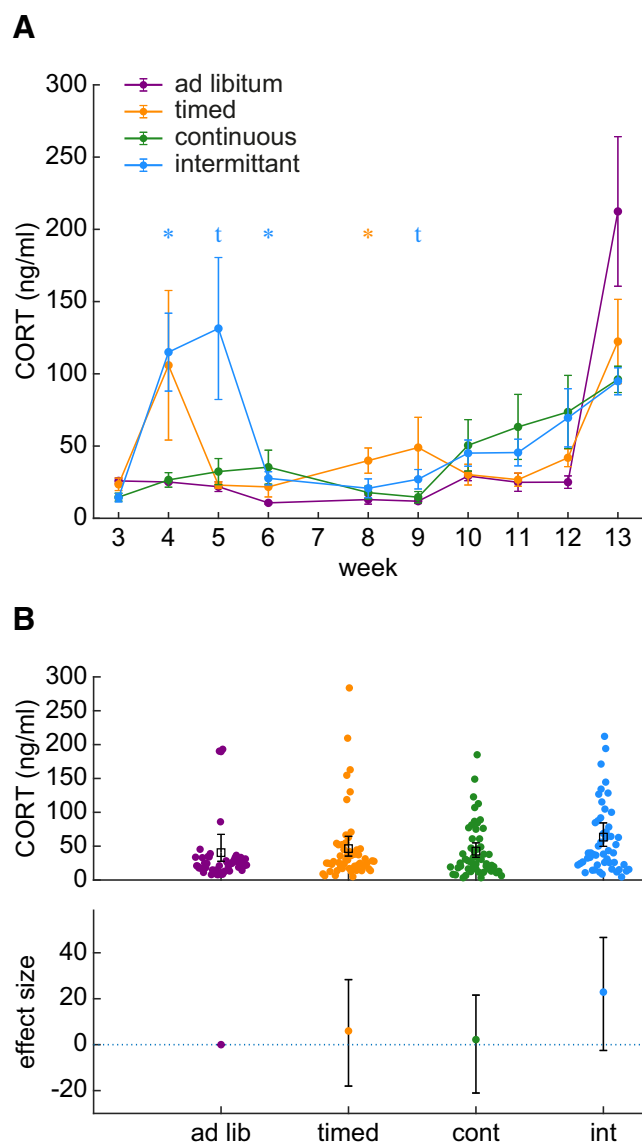 A
ad libitum
timed
continuous
intermittant
300
250
200
150
100
50
0
CORT (ng/ml)
* t * * t
3 4 5 6 7 8 9 10 11 12 13
week
B
300
250
200
150
100
50
0
CORT (ng/ml)
40
20
0
-20
effect size
ad lib timed cont int